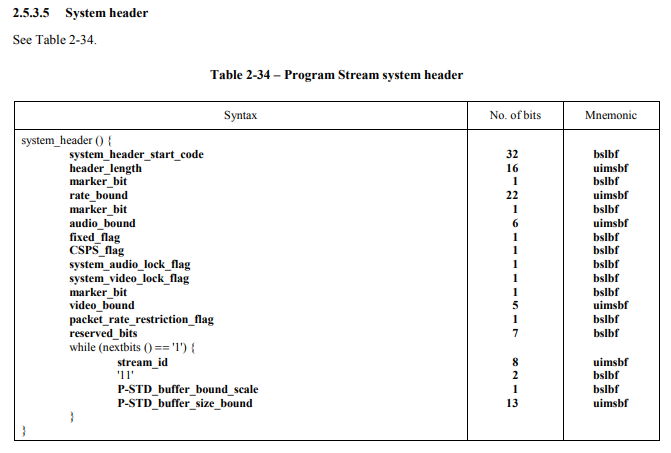 2.5.3.5 System header
See Table 2-34.
Table 2-34 – Program Stream system header
Syntax No. of bits Mnemonic
system_header () {
system_header_start_code 32 bslbf
header_length 16 uimsbf
marker_bit 1 bslbf
rate_bound 22 uimsbf
marker_bit 1 bslbf
audio_bound 6 uimsbf
fixed_flag 1 bslbf
CSPS_flag 1 bslbf
system_audio_lock_flag 1 bslbf
system_video_lock_flag 1 bslbf
marker_bit 1 bslbf
video_bound 5 uimsbf
packet_rate_restriction_flag 1 bslbf
reserved_bits 7 bslbf
while (nextbits () == '1') {
stream_id 8 uimsbf
'11' 2 bslbf
P-STD_buffer_bound_scale 1 bslbf
P-STD_buffer_size_bound 13 uimsbf
}
}